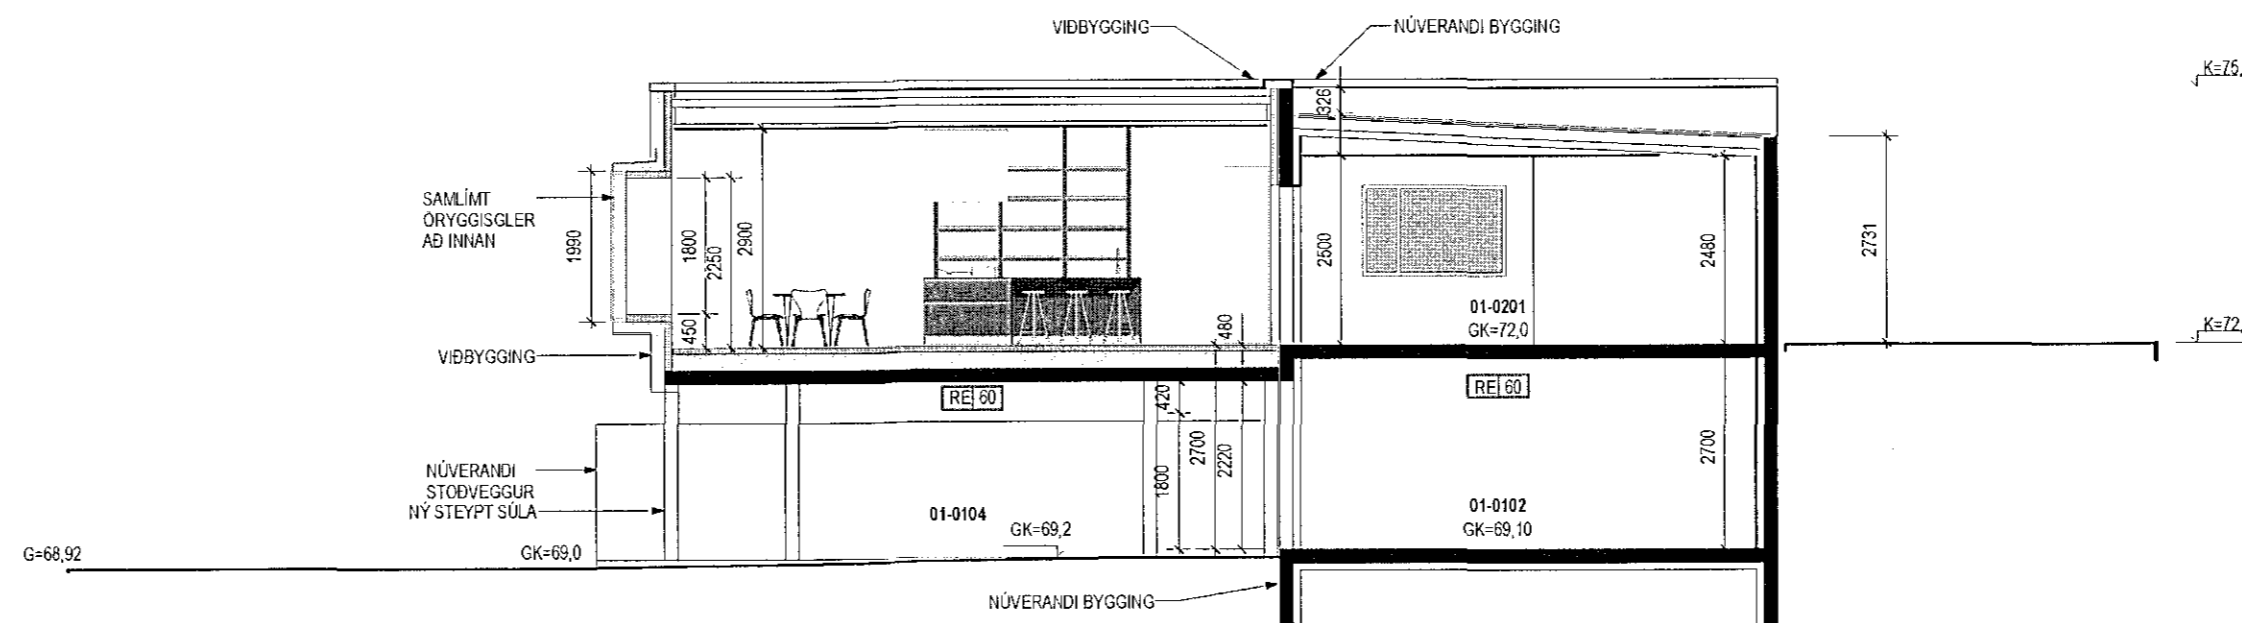 VIÐBYGGING
NÚVERANDI BYGGING
K=75,
326
SAMLÍMT
ÖRYGGISGLER
AÐ INNAN
1990
1800
2250
2900
450
480
2500
2480
2731
01-0201
GK=72,0
K=72,
VIÐBYGGING
RE 60
RE 60
420
1800
2700
2220
2700
NÚVERANDI
STOÐVEGGUR
NÝ STEYPT SÚLA
01-0104
GK=69,2
01-0102
GK=69,10
G=68,92
GK=69,0
NÚVERANDI BYGGING